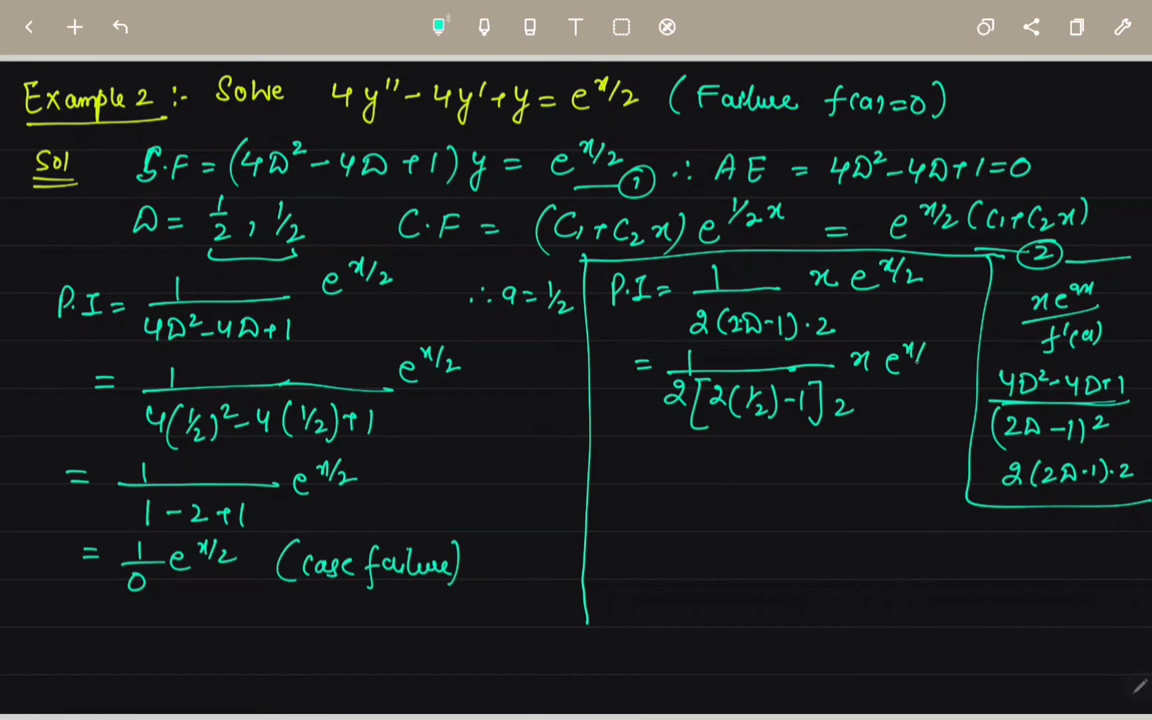 Example 2 :- Solve 4y'' - 4y' + y = e^x/2 (Failure f(a)=0)
Sol S.F = (4D² - 4D + 1) y = e^x/2 ① ∴ A E = 4D² - 4D + 1 = 0
D = 1/2, 1/2 C.F = (C₁ + C₂x) e^1/2x = e^x/2 (C₁ + C₂x) ②
P.I = 1/(4D² - 4D + 1) e^x/2 ∴ a = 1/2
= 1/(4(1/2)² - 4(1/2) + 1) e^x/2
= 1/(1 - 2 + 1) e^x/2
= 1/0 e^x/2 (case failure)
P.I = 1/(2(2D-1)·2) x e^x/2
= 1/(2[2(1/2) - 1] 2) x e^x/
x e^ax/f'(a)
4D² - 4D + 1
(2D - 1)²
2(2D - 1)·2